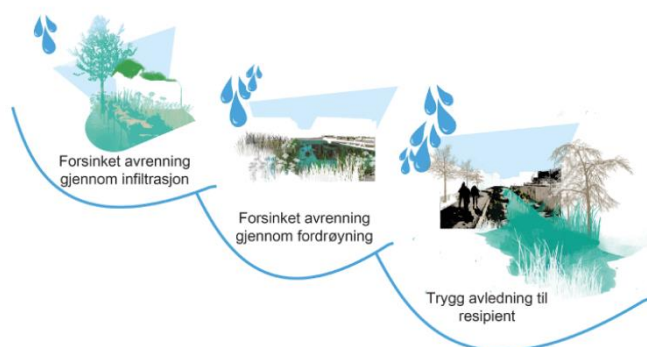 Forsinket avrenning
gjennom infiltrasjon
Forsinket avrenning
gjennom fordrøyning
Trygg avledning til
resipient